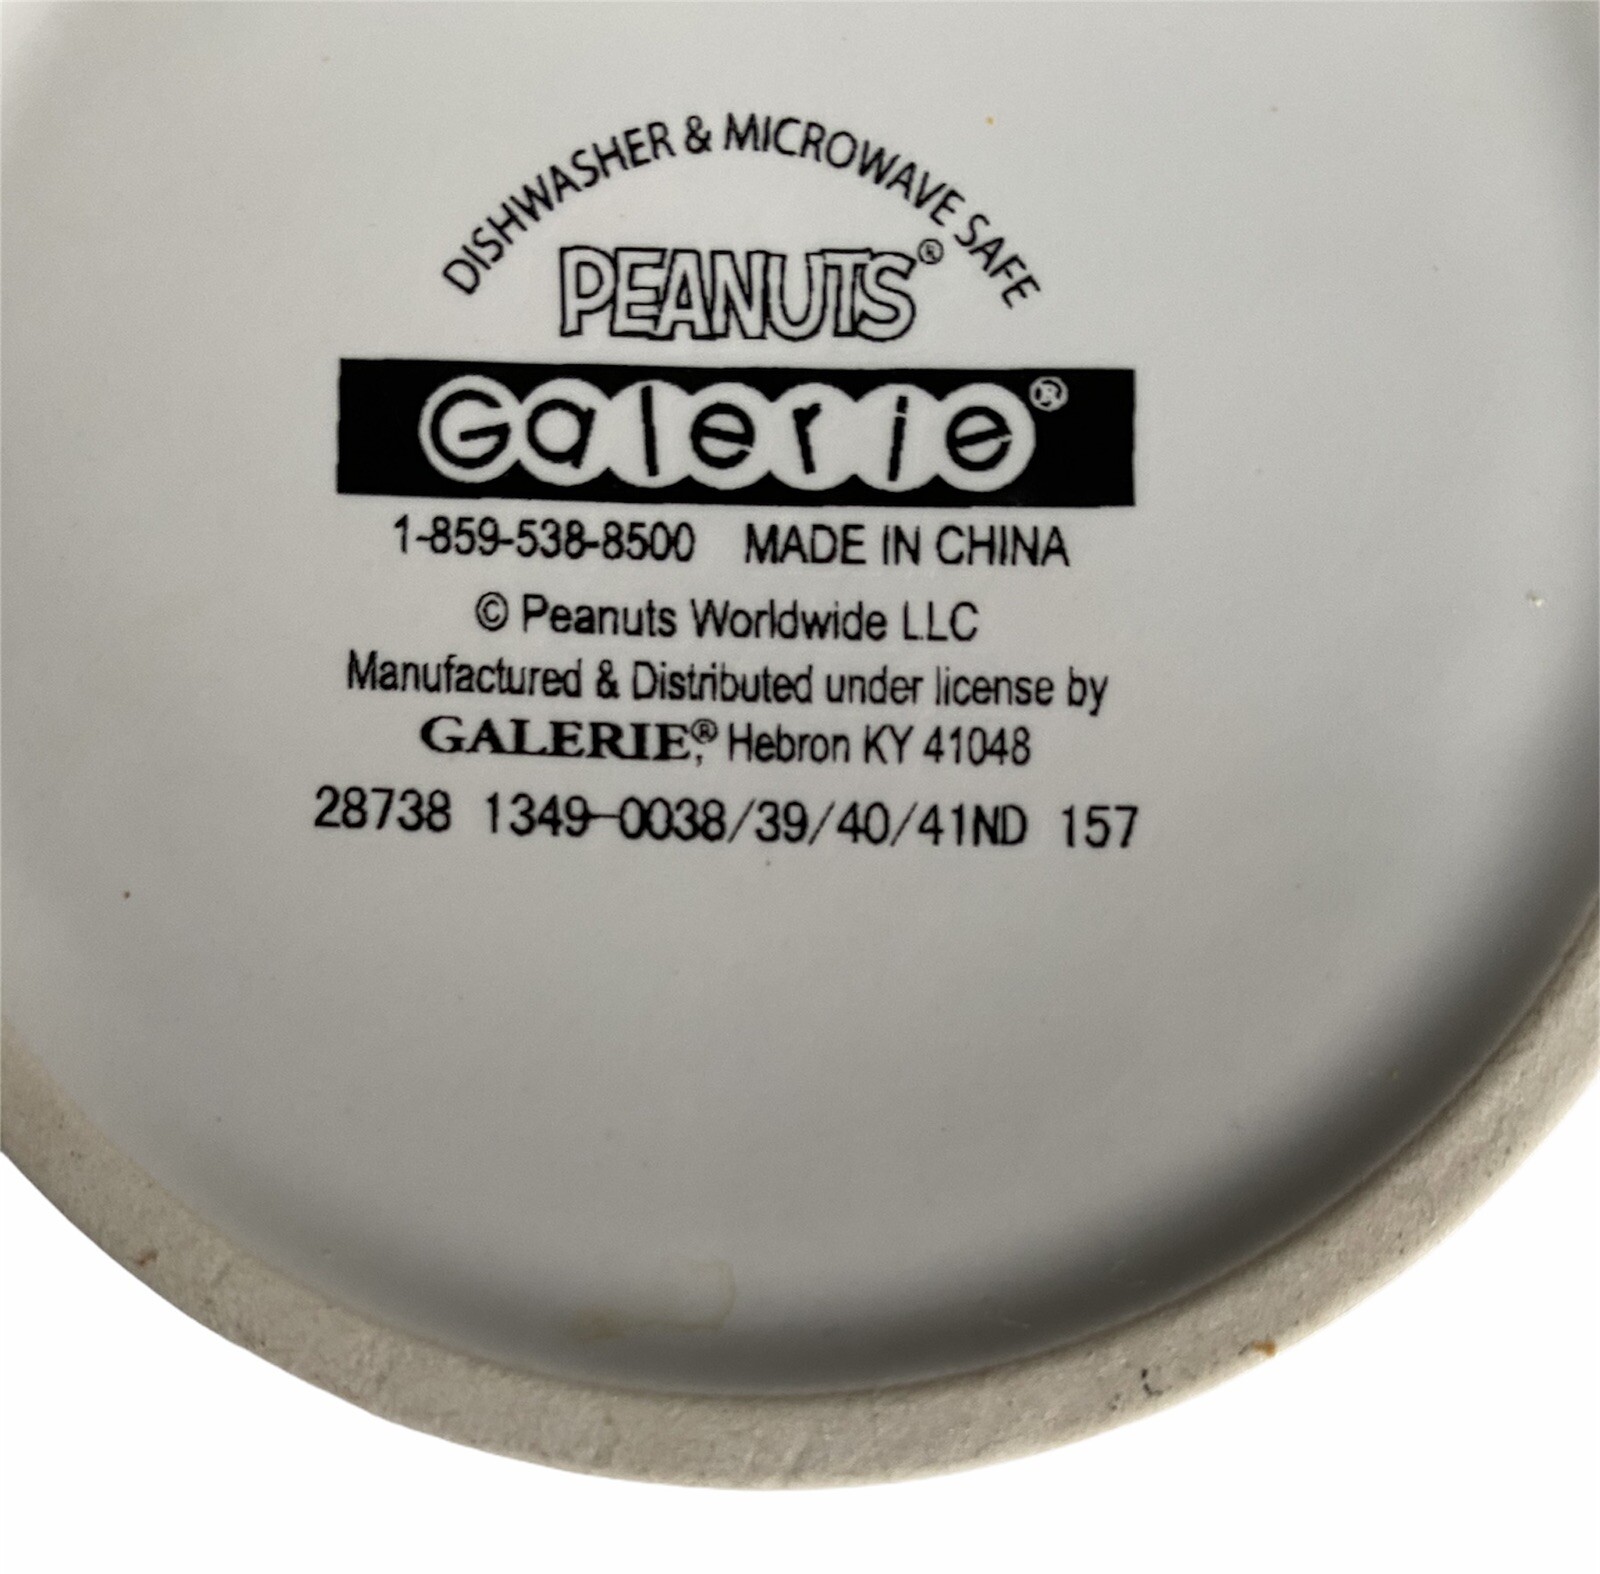 DISHWASHER & MICROWAVE SAFE
PEANUTS®
Galerie®
1-859-538-8500 MADE IN CHINA
© Peanuts Worldwide LLC
Manufactured & Distributed under license by
GALERIE®, Hebron KY 41048
28738 1349-0038/39/40/41ND 157